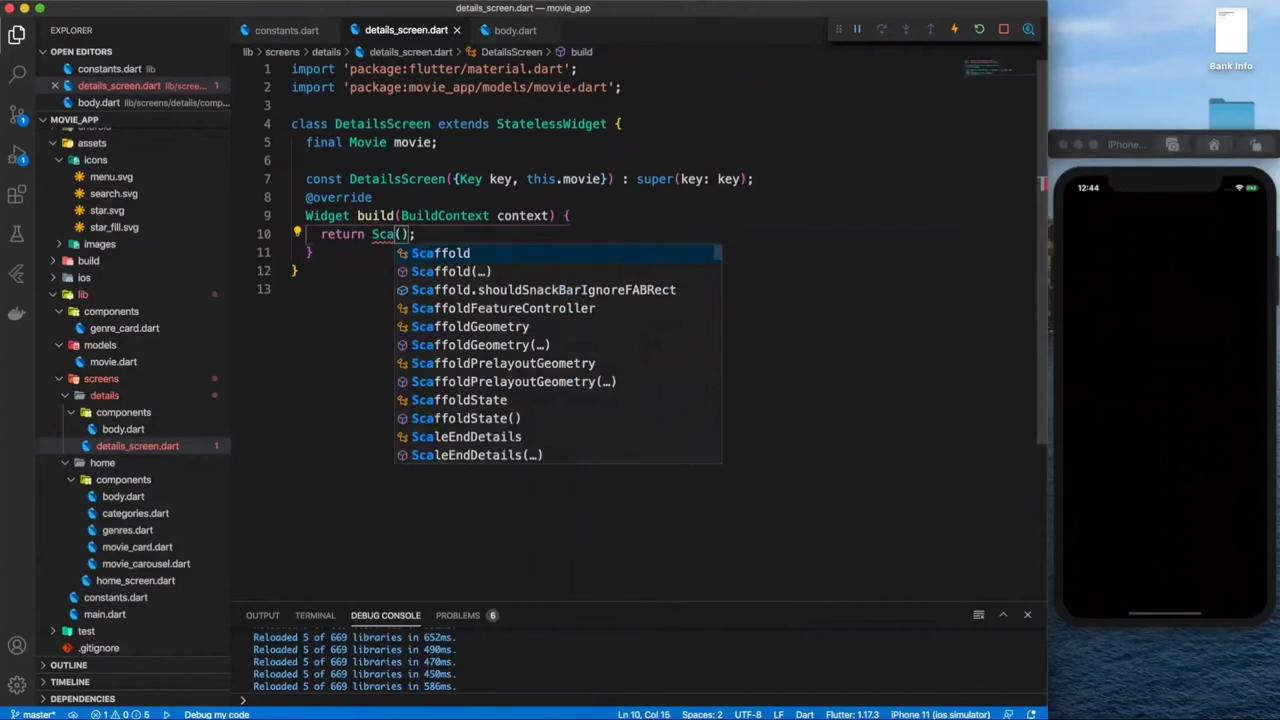 details_screen.dart — movie_app
EXPLORER
constants.dart
details_screen.dart
body.dart
OPEN EDITORS
constants.dart lib
details_screen.dart lib/scree...
body.dart lib/screens/details/comp...
MOVIE_APP
android
assets
icons
menu.svg
search.svg
star.svg
star_fill.svg
images
build
ios
lib
components
genre_card.dart
models
movie.dart
screens
details
components
body.dart
details_screen.dart 1
home
components
body.dart
categories.dart
genres.dart
movie_card.dart
movie_carousel.dart
home_screen.dart
constants.dart
main.dart
test
.gitignore
OUTLINE
TIMELINE
DEPENDENCIES
1
1
lib › screens › details › details_screen.dart › DetailsScreen › build
1 import 'package:flutter/material.dart';
2 import 'package:movie_app/models/movie.dart';
3
4 class DetailsScreen extends StatelessWidget {
5 final Movie movie;
6
7 const DetailsScreen({Key key, this.movie}) : super(key: key);
8 @override
9 Widget build(BuildContext context) {
10 return Sca();
11 }
12 }
13
Scaffold
Scaffold(…)
Scaffold.shouldSnackBarIgnoreFABRect
ScaffoldFeatureController
ScaffoldGeometry
ScaffoldGeometry(…)
ScaffoldPrelayoutGeometry
ScaffoldPrelayoutGeometry(…)
ScaffoldState
ScaffoldState()
ScaleEndDetails
ScaleEndDetails(…)
OUTPUT TERMINAL DEBUG CONSOLE PROBLEMS 6
Reloaded 5 of 669 libraries in 652ms.
Reloaded 5 of 669 libraries in 490ms.
Reloaded 5 of 669 libraries in 470ms.
Reloaded 5 of 669 libraries in 450ms.
Reloaded 5 of 669 libraries in 586ms.
master* 1 0 5 Debug my code
Ln 10, Col 15 Spaces: 2 UTF-8 LF Dart Flutter: 1.17.3 iPhone 11 (ios simulator)
Bank Info
iPhone...
12:44